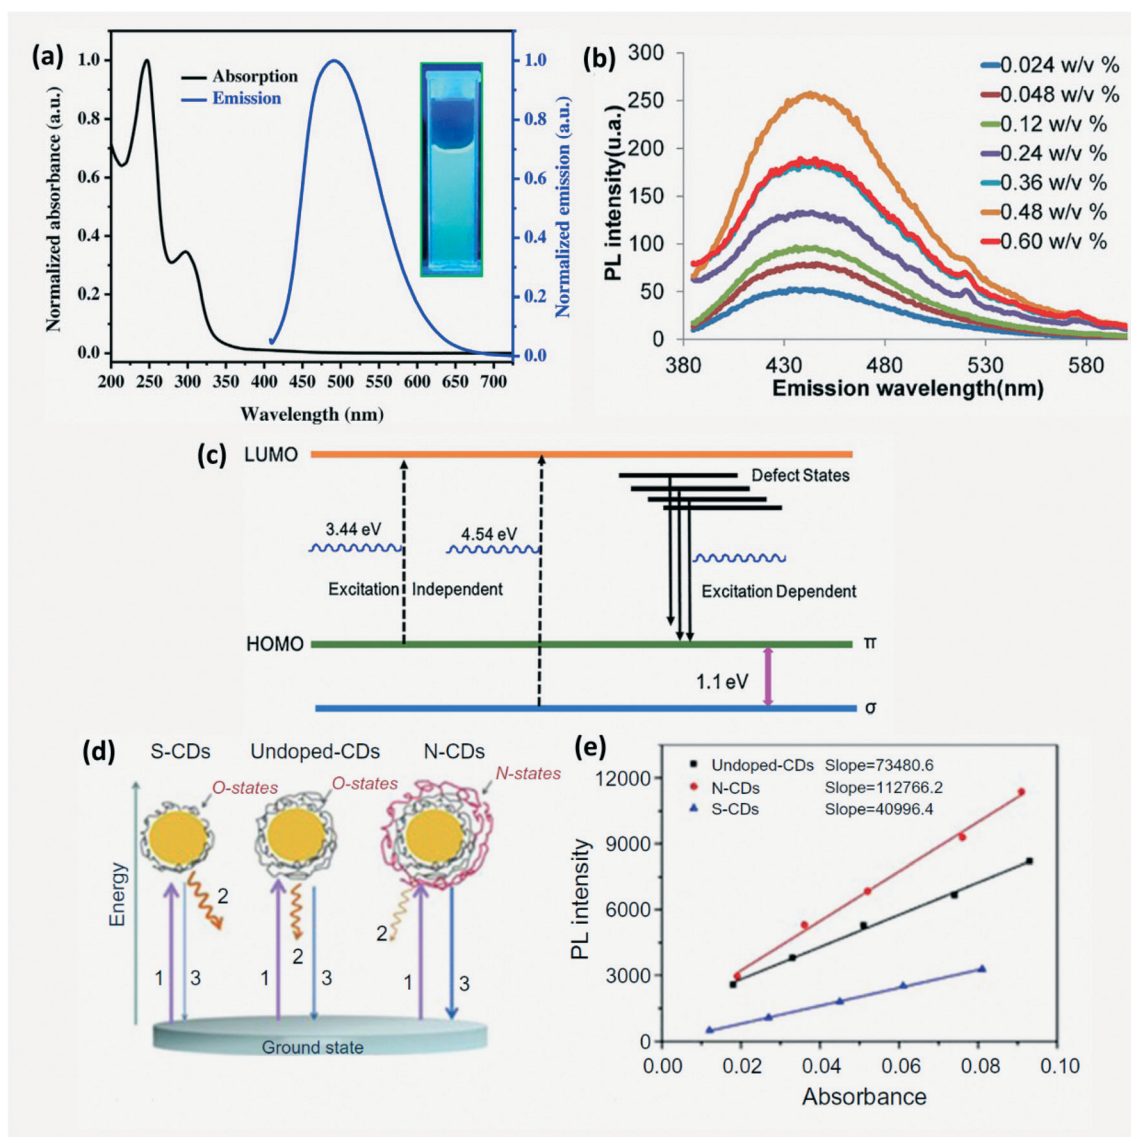 (a)
Absorption
Emission
Normalized absorbance (a.u.)
1.0
0.8
0.6
0.4
0.2
0.0
200 250 300 350 400 450 500 550 600 650 700
Wavelength (nm)
1.0
0.8
0.6
0.4
0.2
0.0
Normalized emission (a.u.)
(b)
PL intensity(u.a.)
300
250
200
150
100
50
0
380 430 480 530 580
Emission wavelength(nm)
0.024 w/v %
0.048 w/v %
0.12 w/v %
0.24 w/v %
0.36 w/v %
0.48 w/v %
0.60 w/v %
(c)
LUMO
Defect States
3.44 eV 4.54 eV
Excitation Independent Excitation Dependent
HOMO π
1.1 eV
σ
(d)
S-CDs Undoped-CDs N-CDs
O-states O-states N-states
Energy
2 2 2
1 3 1 3 1 3
Ground state
(e)
Undoped-CDs Slope=73480.6
N-CDs Slope=112766.2
S-CDs Slope=40996.4
PL intensity
12000
9000
6000
3000
0
0.00 0.02 0.04 0.06 0.08 0.10
Absorbance